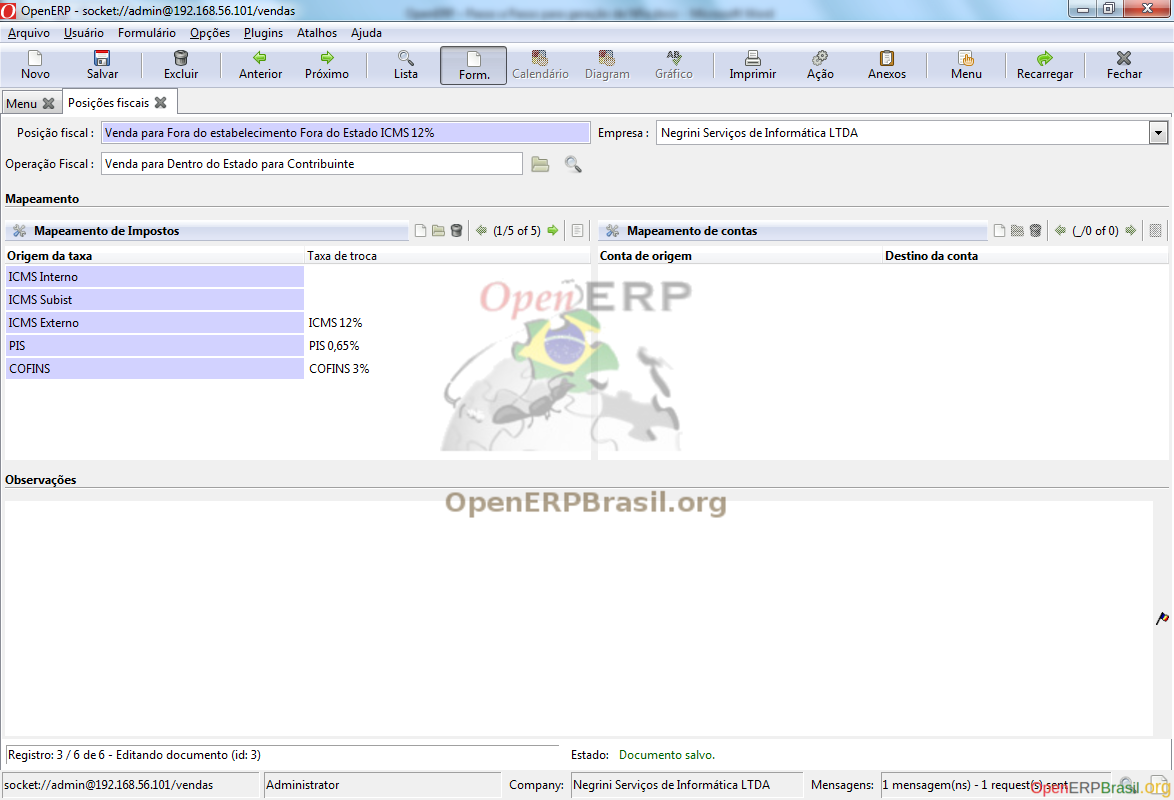 OpenERP - socket://admin@192.168.56.101/vendas
Arquivo Usuário Formulário Opções Plugins Atalhos Ajuda
Novo Salvar Excluir Anterior Próximo Lista Form. Calendário Diagram Gráfico Imprimir Ação Anexos Menu Recarregar Fechar
Menu Posições fiscais
Posição fiscal : Venda para Fora do estabelecimento Fora do Estado ICMS 12% Empresa : Negrini Serviços de Informática LTDA
Operação Fiscal : Venda para Dentro do Estado para Contribuinte
Mapeamento
Mapeamento de Impostos (1/5 of 5) Mapeamento de contas (_/0 of 0)
Origem da taxa Taxa de troca Conta de origem Destino da conta
ICMS Interno
ICMS Subist
OpenERP
ICMS Externo ICMS 12%
PIS PIS 0,65%
COFINS COFINS 3%
Observações
OpenERPBrasil.org
Registro: 3 / 6 de 6 - Editando documento (id: 3) Estado: Documento salvo.
socket://admin@192.168.56.101/vendas Administrator Company: Negrini Serviços de Informática LTDA Mensagens: 1 mensagem(ns) - 1 request(s) sent
OpenERPBrasil.org